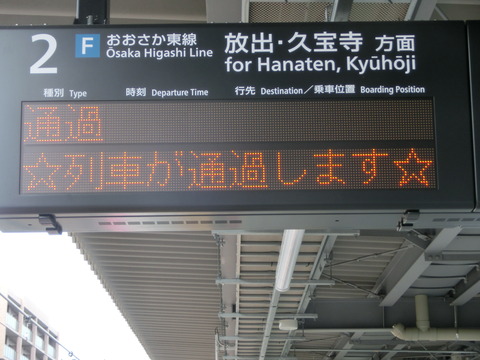 2 F おおさか東線 放出・久宝寺 方面
Ōsaka Higashi Line for Hanaten, Kyūhōji
種別 Type 時刻 Departure Time 行先 Destination/乗車位置 Boarding Position
通過
☆列車が通過します☆